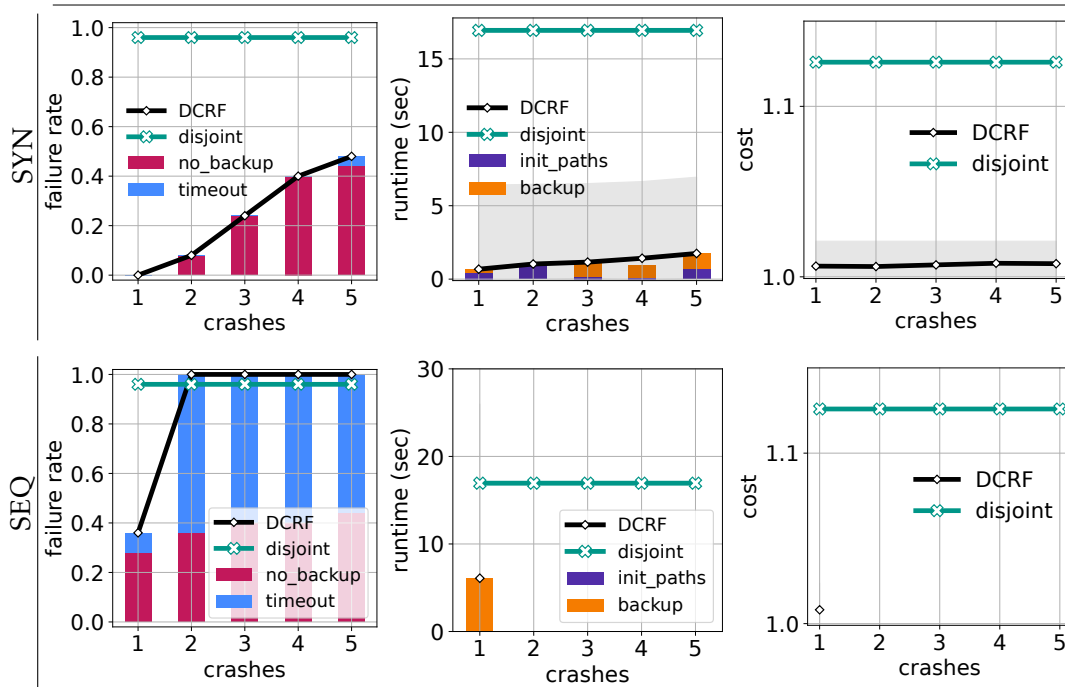 SYN
failure rate
1.0
0.8
0.6
0.4
0.2
0.0
DCRF
disjoint
no_backup
timeout
1 2 3 4 5
crashes
runtime (sec)
15
10
5
0
DCRF
disjoint
init_paths
backup
1 2 3 4 5
crashes
cost
1.1
1.0
DCRF
disjoint
1 2 3 4 5
crashes
SEQ
failure rate
1.0
0.8
0.6
0.4
0.2
0.0
DCRF
disjoint
no_backup
timeout
1 2 3 4 5
crashes
runtime (sec)
30
20
10
0
DCRF
disjoint
init_paths
backup
1 2 3 4 5
crashes
cost
1.1
1.0
DCRF
disjoint
1 2 3 4 5
crashes